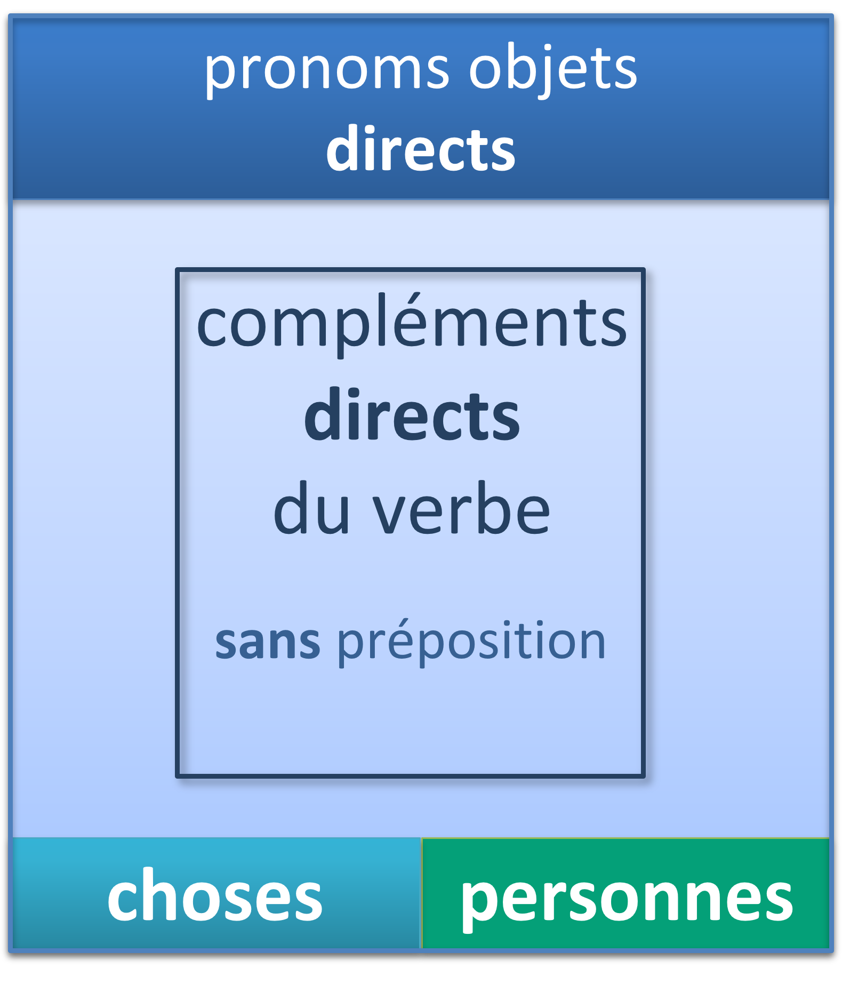 pronoms objets
directs
compléments
directs
du verbe
sans préposition
choses
personnes